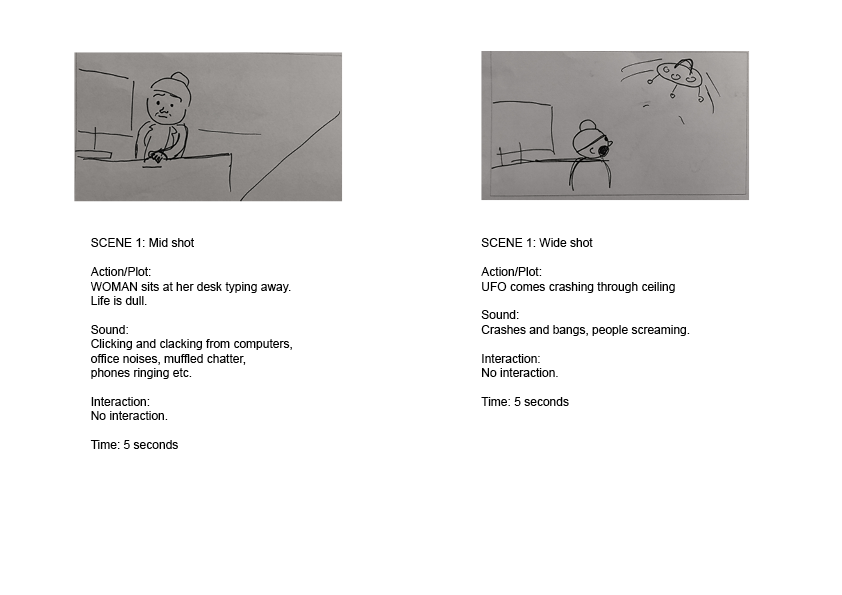 SCENE 1: Mid shot
Action/Plot:
WOMAN sits at her desk typing away.
Life is dull.
Sound:
Clicking and clacking from computers,
office noises, muffled chatter,
phones ringing etc.
Interaction:
No interaction.
Time: 5 seconds
SCENE 1: Wide shot
Action/Plot:
UFO comes crashing through ceiling
Sound:
Crashes and bangs, people screaming.
Interaction:
No interaction.
Time: 5 seconds